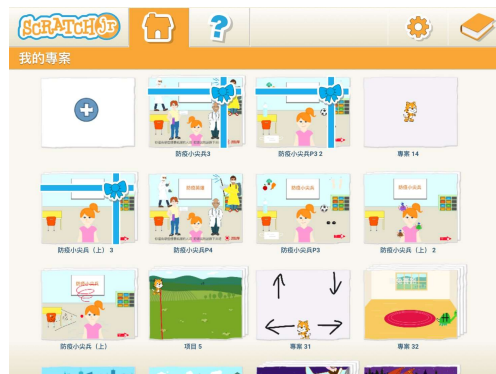 SCRATCH JR
?
我的專案
防疫小尖兵3
防疫小尖兵P3 2
專案 14
防疫小尖兵（上） 3
防疫小尖兵P4
防疫小尖兵P3
防疫小尖兵（上） 2
防疫小尖兵（上）
項目 5
專案 31
專案 32